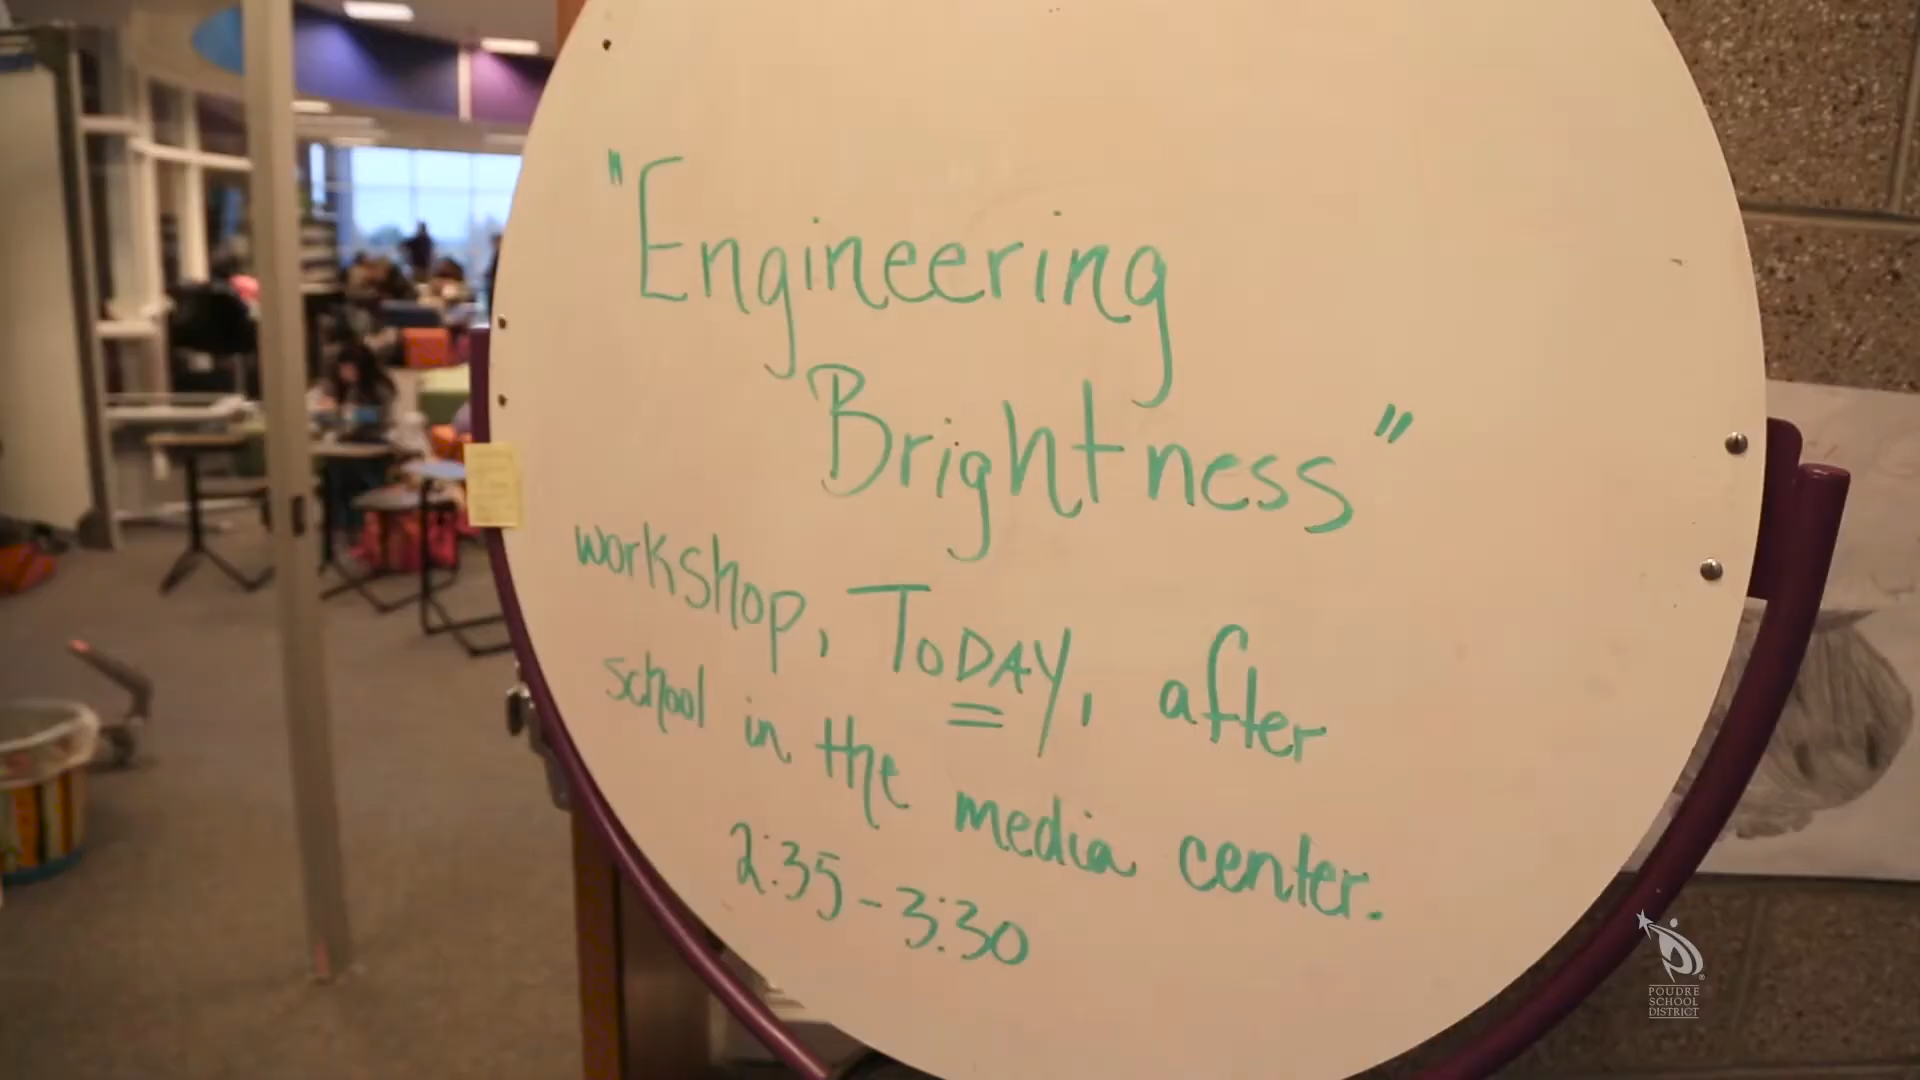 "Engineering
Brightness"
workshop, TODAY, after
school in the media center.
2:35-3:30
POUDRE
SCHOOL
DISTRICT